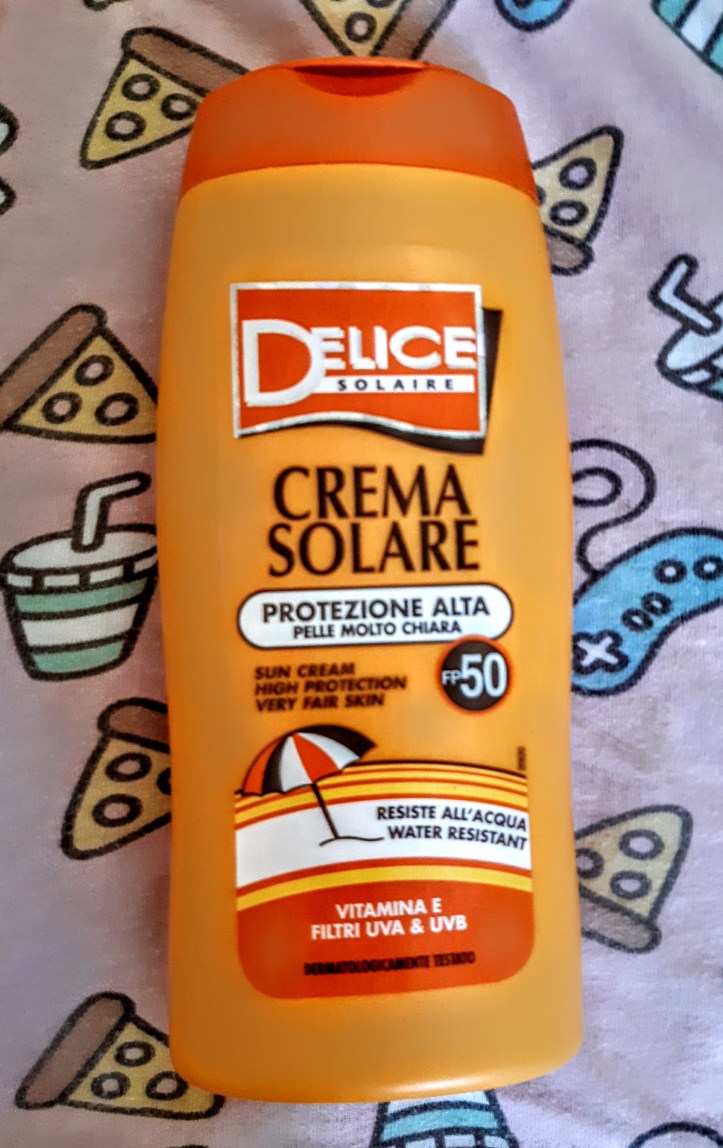 DELICE
SOLAIRE
CREMA
SOLARE
PROTEZIONE ALTA
PELLE MOLTO CHIARA
SUN CREAM
HIGH PROTECTION
VERY FAIR SKIN
FP50
RESISTE ALL'ACQUA
WATER RESISTANT
VITAMINA E
FILTRI UVA & UVB
DERMATOLOGICAMENTE TESTATO